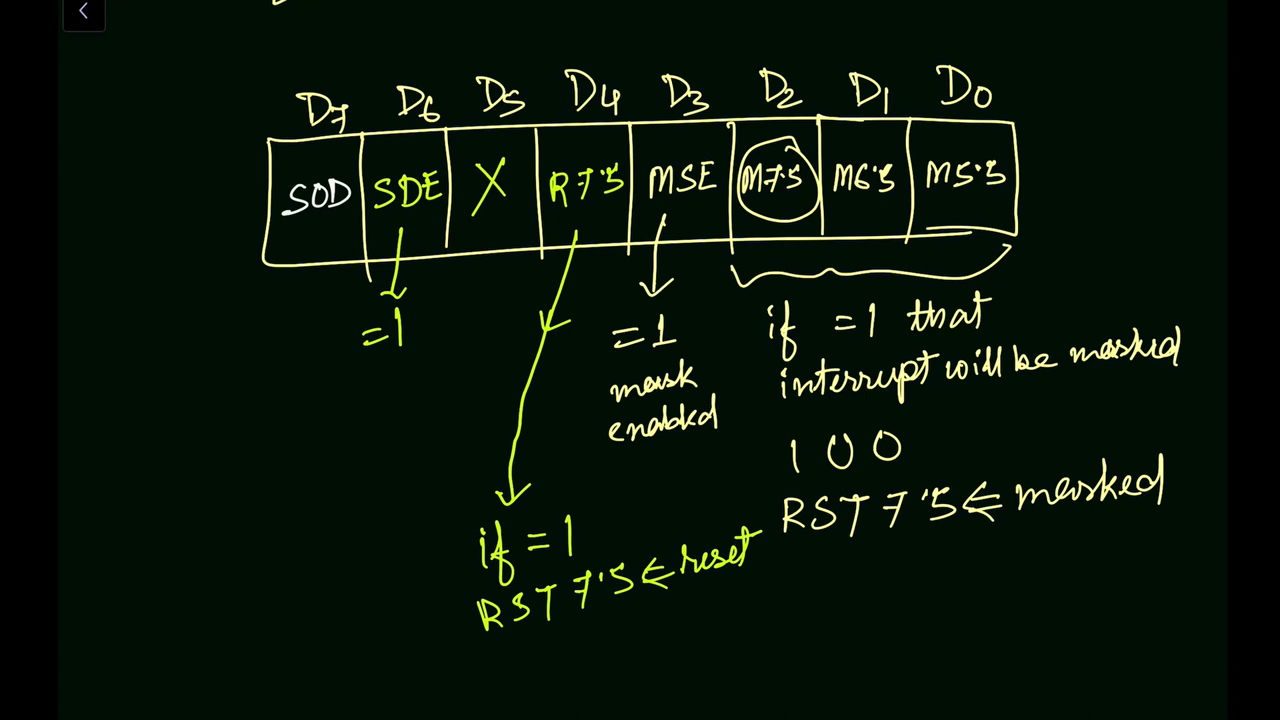 D7 D6 D5 D4 D3 D2 D1 D0
SOD SDE X R7.5 MSE M7.5 M6.5 M5.5
=1
=1
mask
enabled
if =1 that
interrupt will be masked
1 0 0
RST 7.5 ⇐ masked
if =1
RST 7.5 ⇐ reset